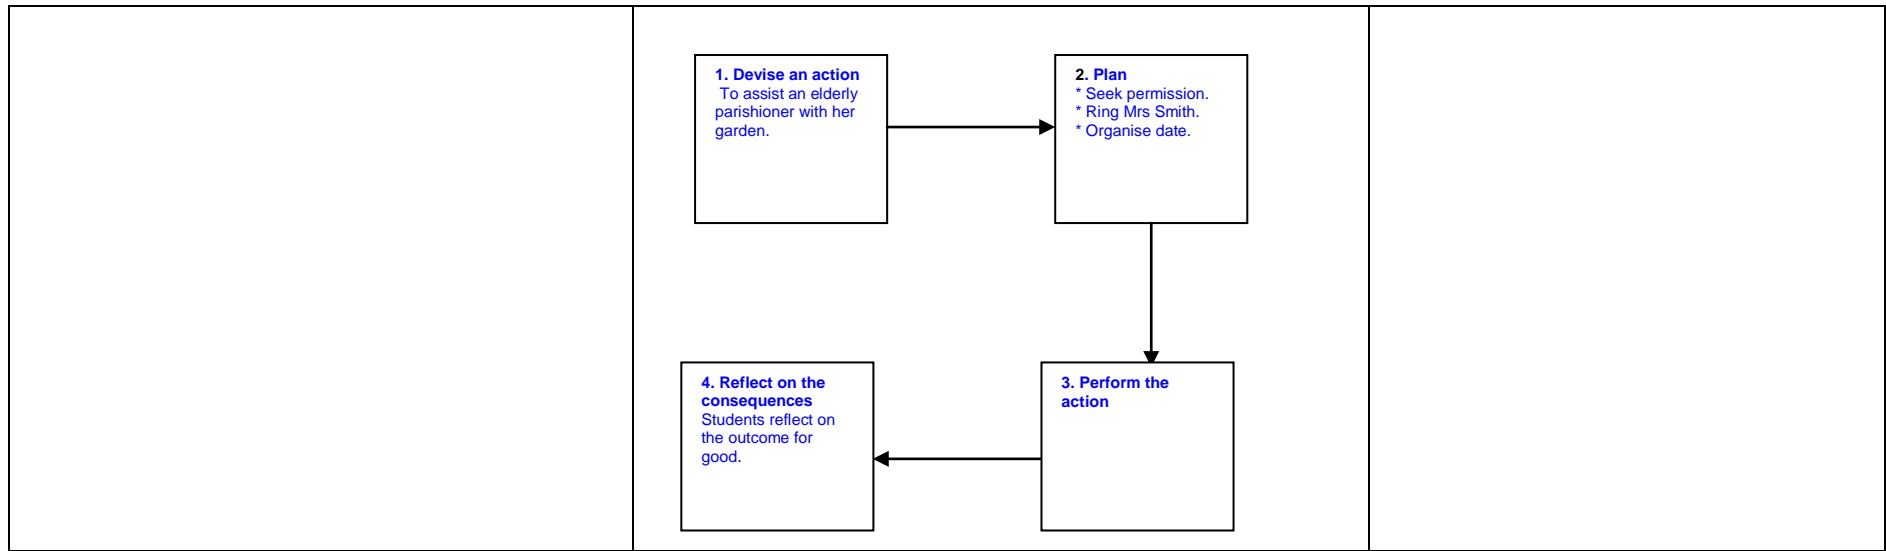 1. Devise an action
To assist an elderly
parishioner with her
garden.
2. Plan
* Seek permission.
* Ring Mrs Smith.
* Organise date.
3. Perform the
action
4. Reflect on the
consequences
Students reflect on
the outcome for
good.